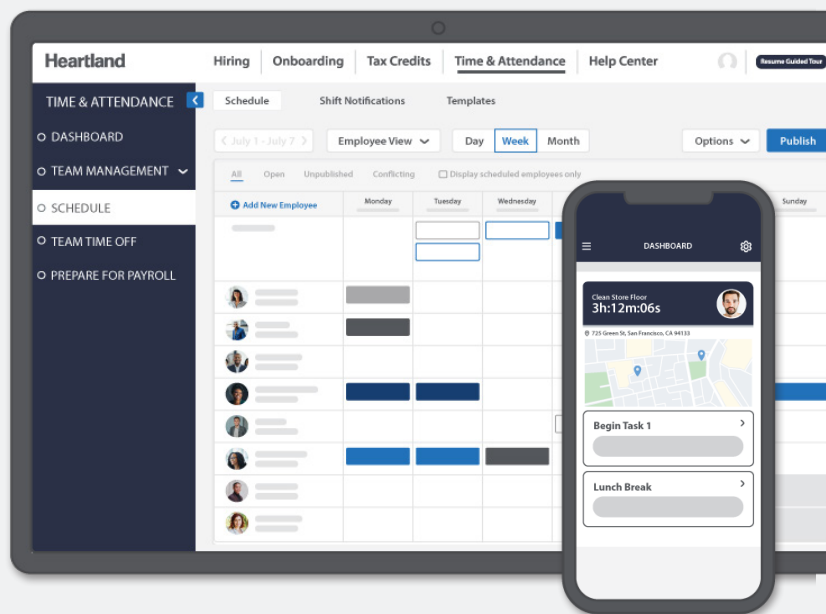 Heartland
Hiring Onboarding Tax Credits Time & Attendance Help Center Resume Guided Tour
TIME & ATTENDANCE
DASHBOARD
TEAM MANAGEMENT
SCHEDULE
TEAM TIME OFF
PREPARE FOR PAYROLL
Schedule Shift Notifications Templates
July 1 - July 7 Employee View Day Week Month Options Publish
All Open Unpublished Conflicting Display scheduled employees only
Add New Employee Monday Tuesday Wednesday Sunday
DASHBOARD
Clean Store Floor
3h:12m:06s
725 Green St, San Francisco, CA 94133
Begin Task 1
Lunch Break